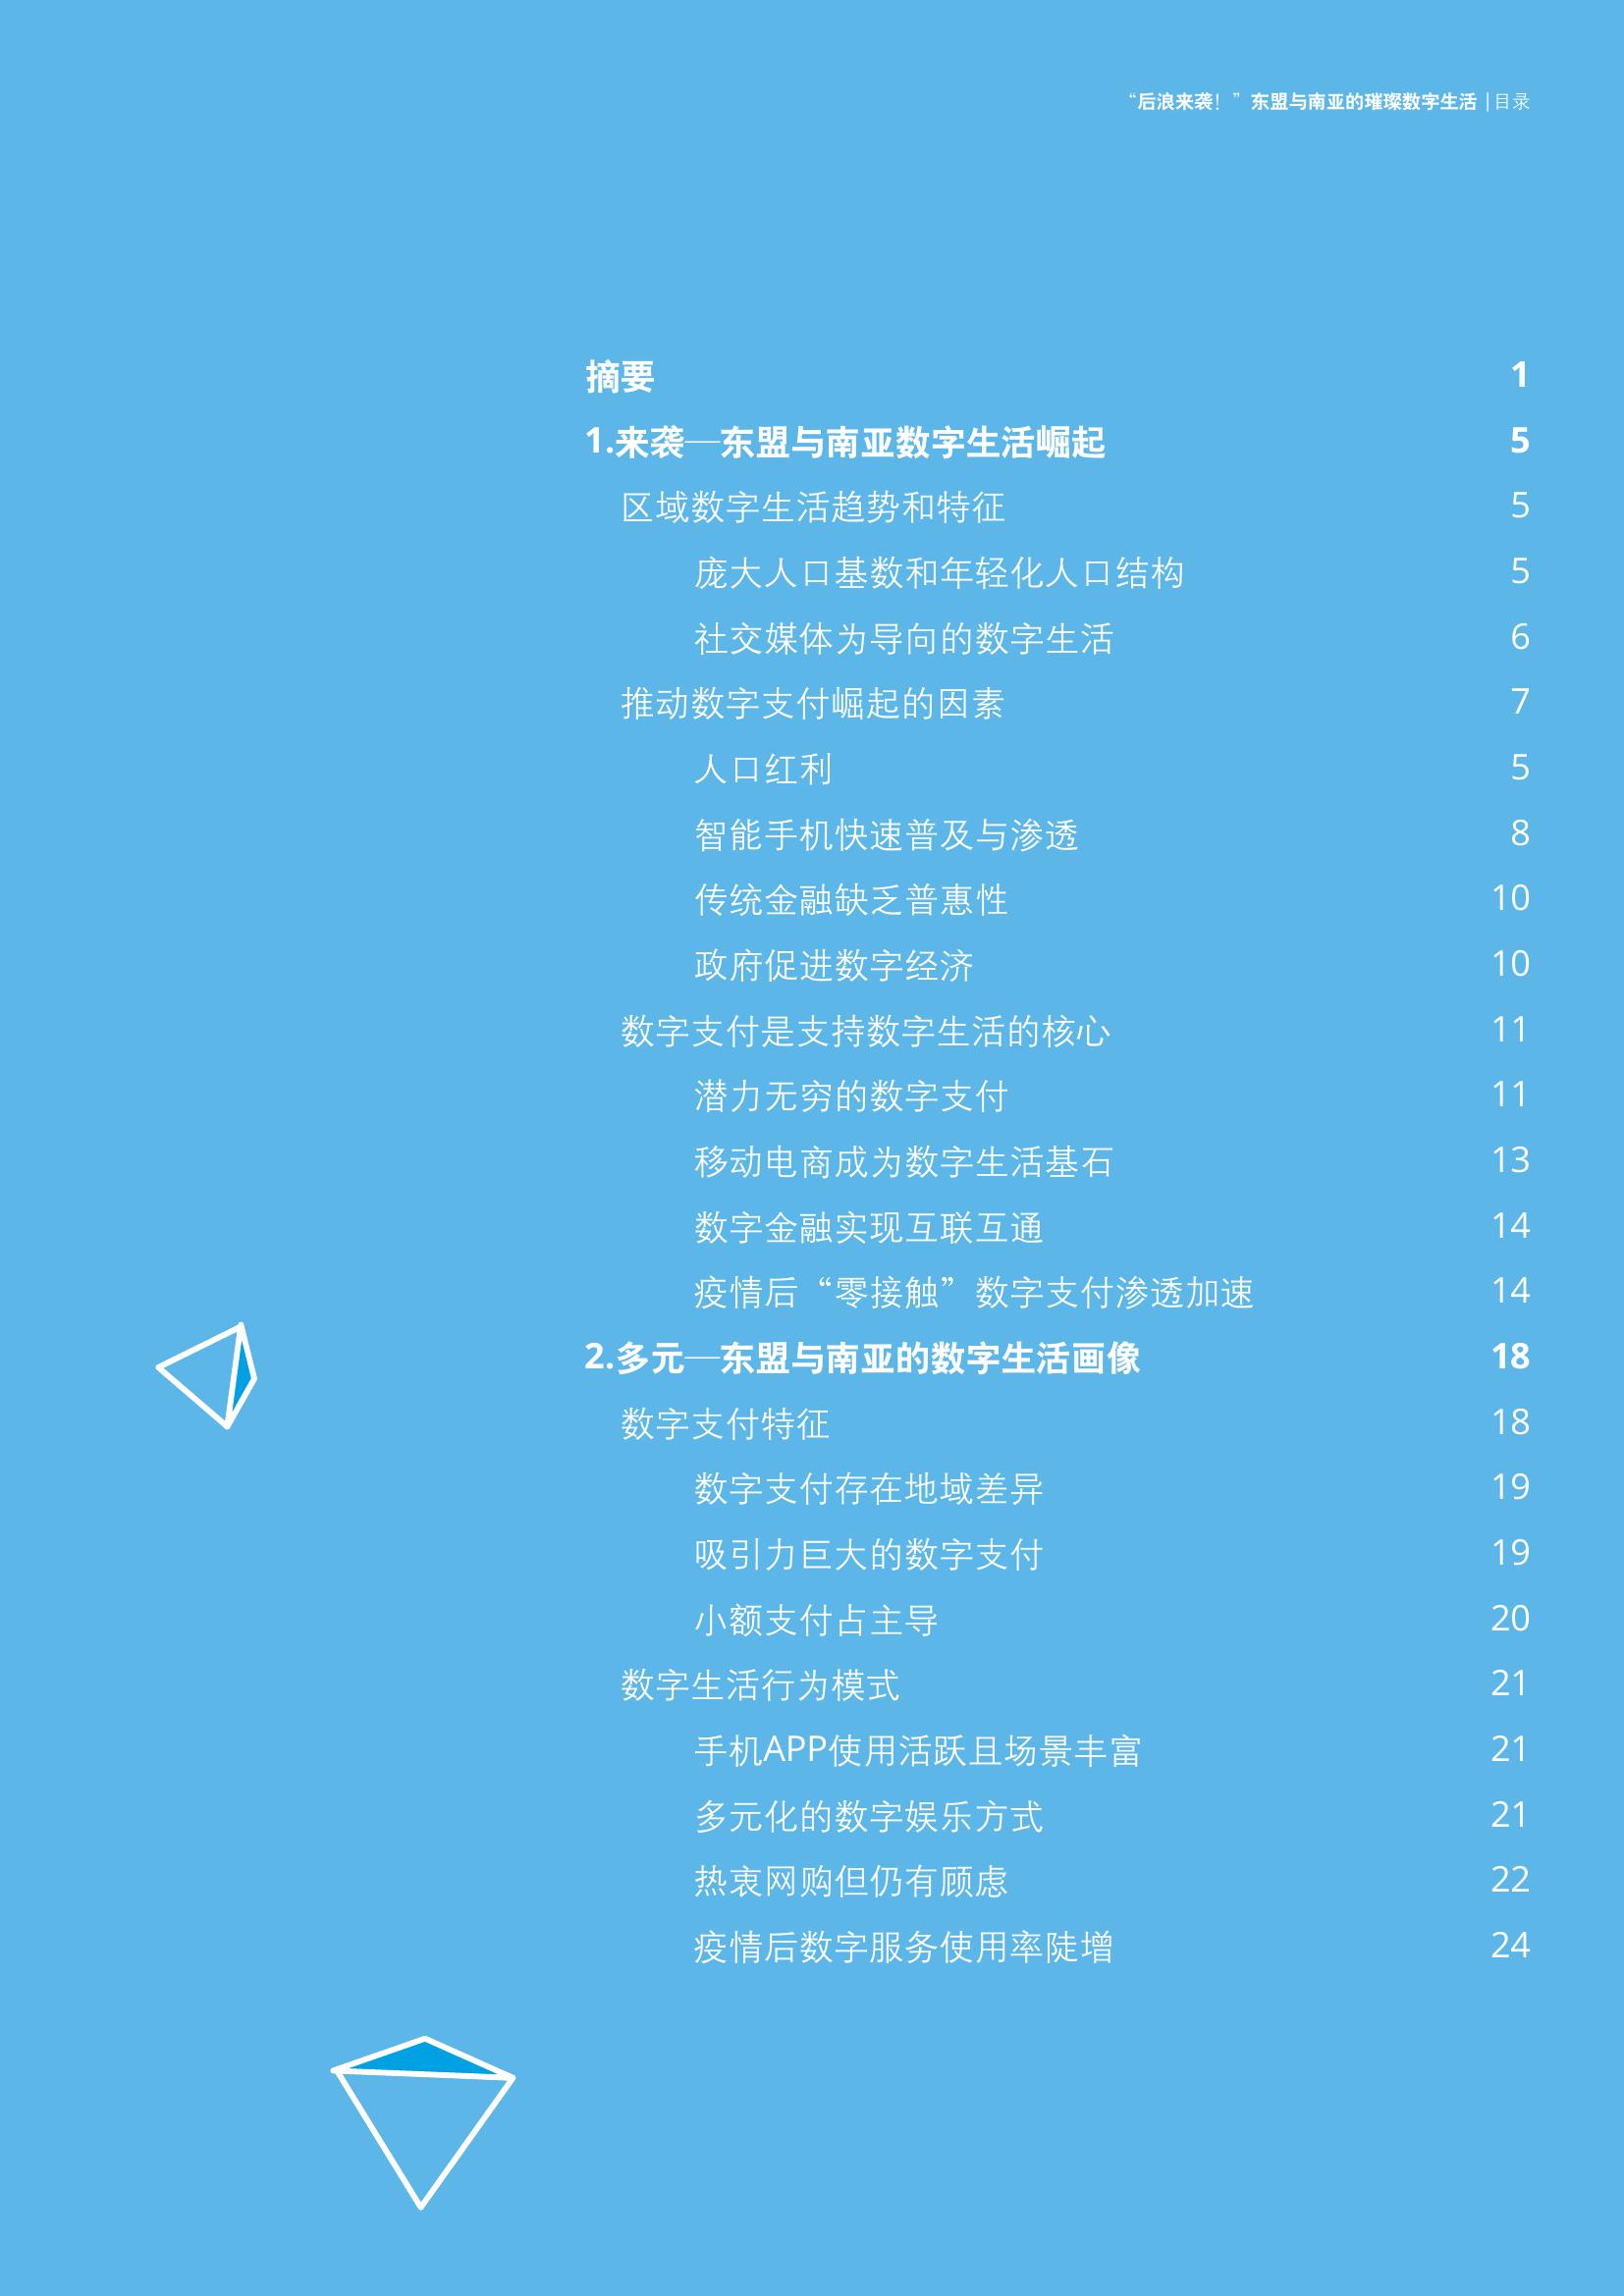 “后浪来袭！”东盟与南亚的璀璨数字生活 |目录
摘要 1
1.来袭—东盟与南亚数字生活崛起 5
区域数字生活趋势和特征 5
庞大人口基数和年轻化人口结构 5
社交媒体为导向的数字生活 6
推动数字支付崛起的因素 7
人口红利 5
智能手机快速普及与渗透 8
传统金融缺乏普惠性 10
政府促进数字经济 10
数字支付是支持数字生活的核心 11
潜力无穷的数字支付 11
移动电商成为数字生活基石 13
数字金融实现互联互通 14
疫情后“零接触”数字支付渗透加速 14
2.多元—东盟与南亚的数字生活画像 18
数字支付特征 18
数字支付存在地域差异 19
吸引力巨大的数字支付 19
小额支付占主导 20
数字生活行为模式 21
手机APP使用活跃且场景丰富 21
多元化的数字娱乐方式 21
热衷网购但仍有顾虑 22
疫情后数字服务使用率陡增 24